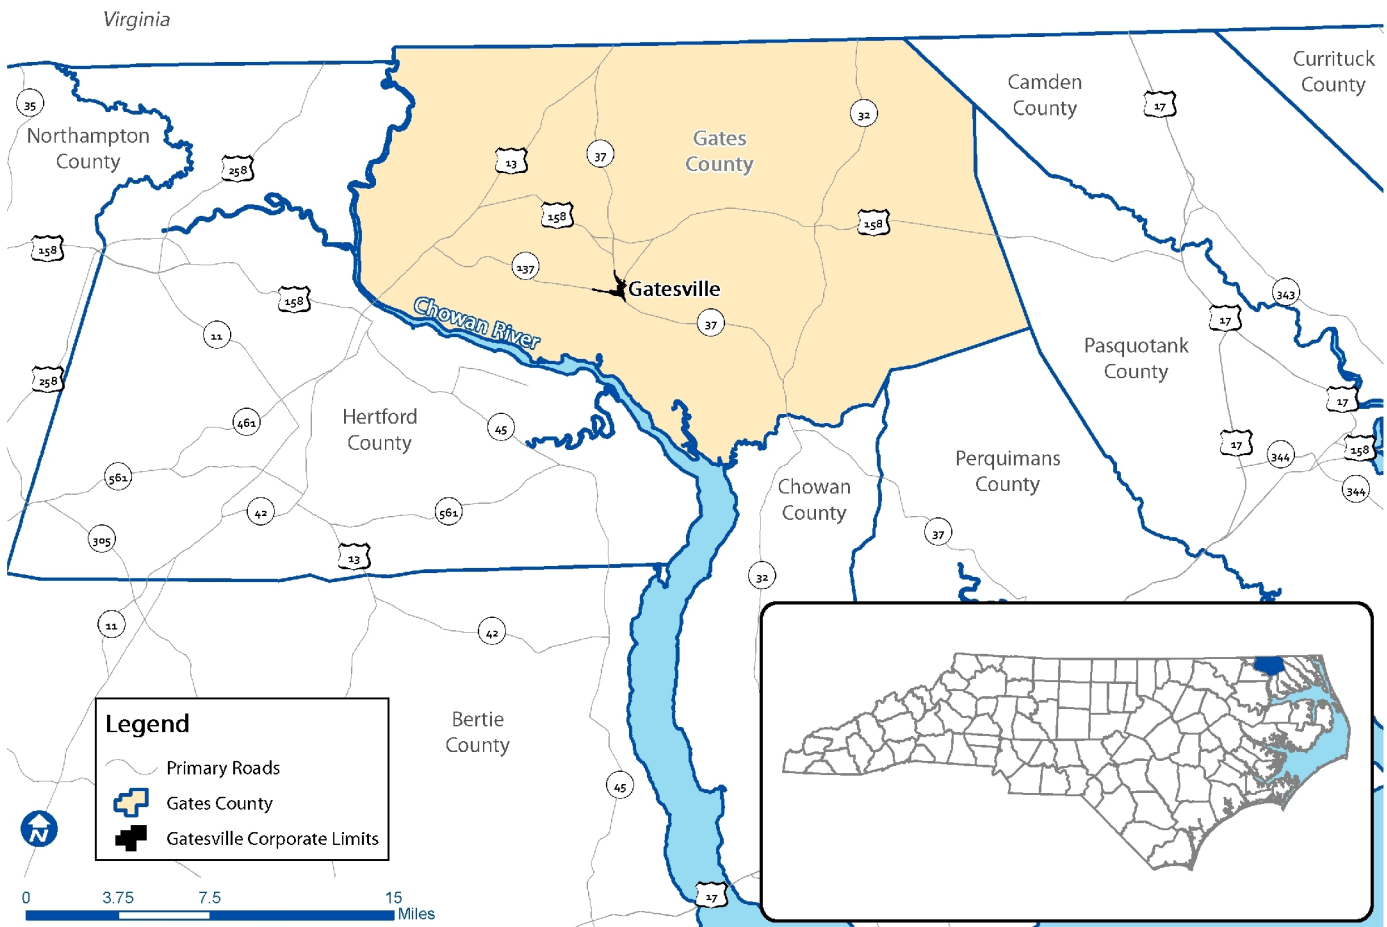 Virginia
Currituck
County
Camden
County
17
35
32
Northampton
County
Gates
County
13
37
258
158
158
158
137
Gatesville
343
158
Chowan River
37
17
11
Pasquotank
County
258
17
Hertford
County
461
45
17
158
344
Perquimans
County
561
Chowan
County
344
42
561
305
37
13
32
11
42
Bertie
County
45
17
Legend
Primary Roads
Gates County
Gatesville Corporate Limits
N
0
3.75
7.5
15
Miles